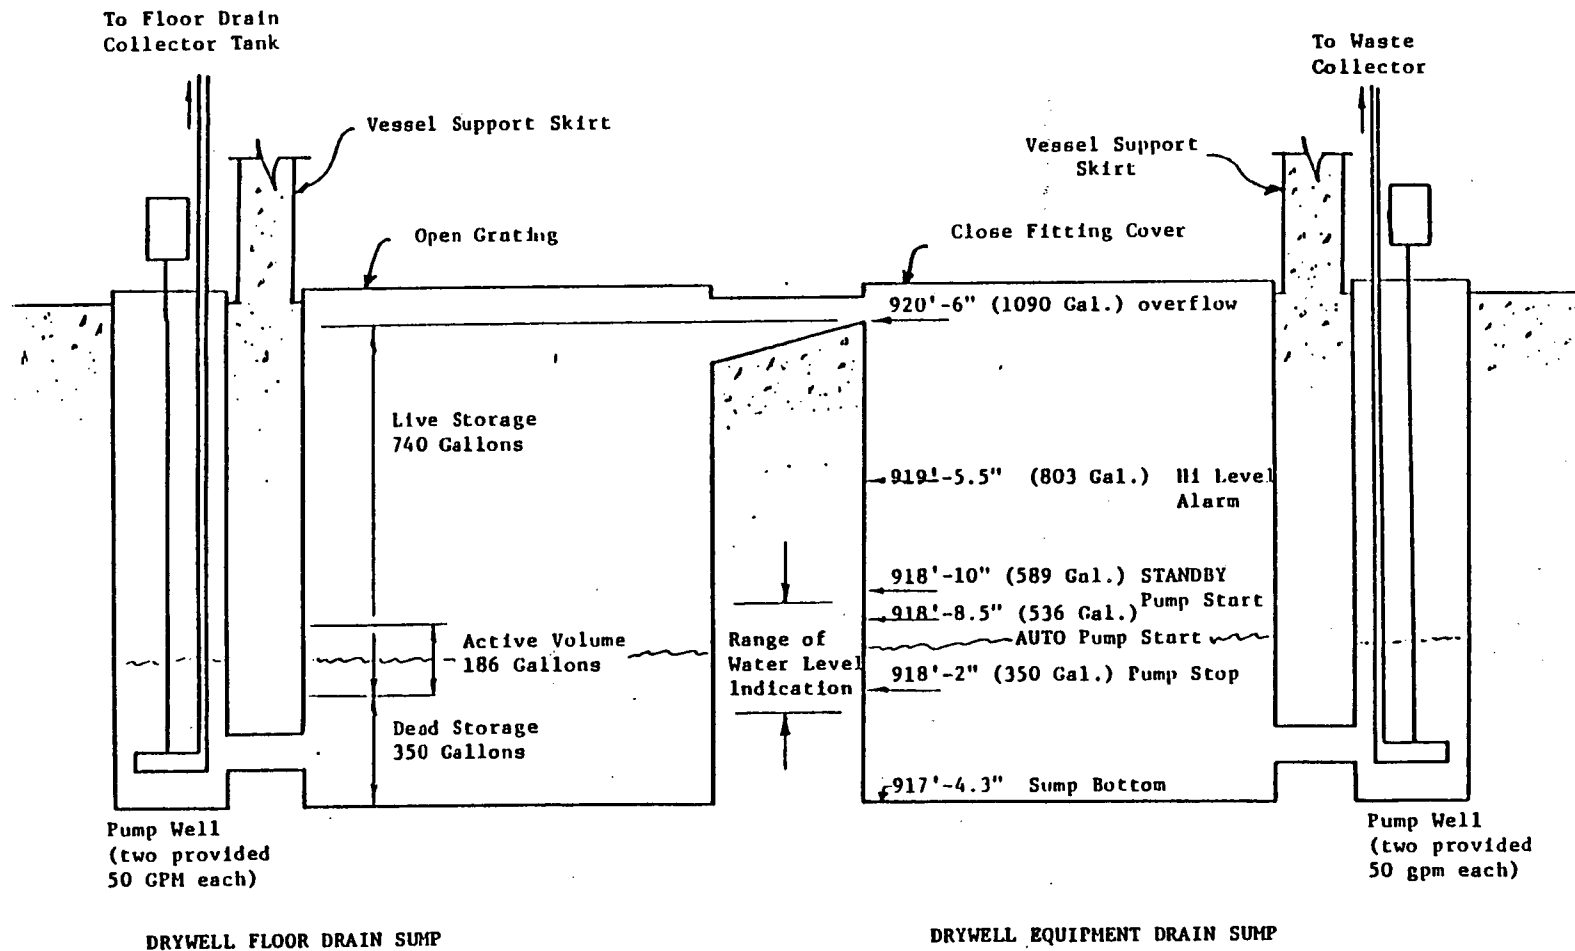 To Floor Drain
Collector Tank
To Waste
Collector
Vessel Support Skirt
Vessel Support
Skirt
Open Grating
Close Fitting Cover
920'-6" (1090 Gal.) overflow
Live Storage
740 Gallons
919'-5.5" (803 Gal.) Hi Level
Alarm
918'-10" (589 Gal.) STANDBY
Pump Start
918'-8.5" (536 Gal.)
AUTO Pump Start
Active Volume
186 Gallons
Range of
Water Level
Indication
918'-2" (350 Gal.) Pump Stop
Dead Storage
350 Gallons
917'-4.3" Sump Bottom
Pump Well
(two provided
50 GPM each)
Pump Well
(two provided
50 gpm each)
DRYWELL FLOOR DRAIN SUMP
DRYWELL EQUIPMENT DRAIN SUMP